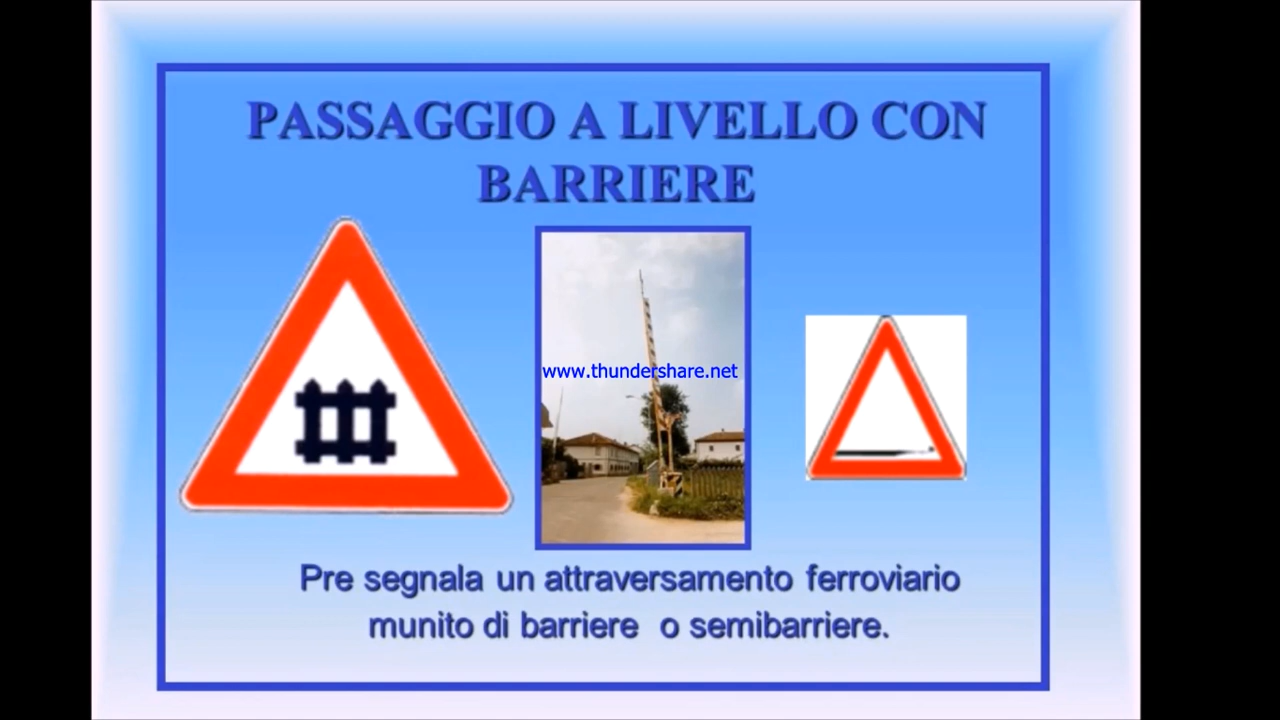 PASSAGGIO A LIVELLO CON
BARRIERE
www.thundershare.net
Pre segnala un attraversamento ferroviario
munito di barriere o semibarriere.